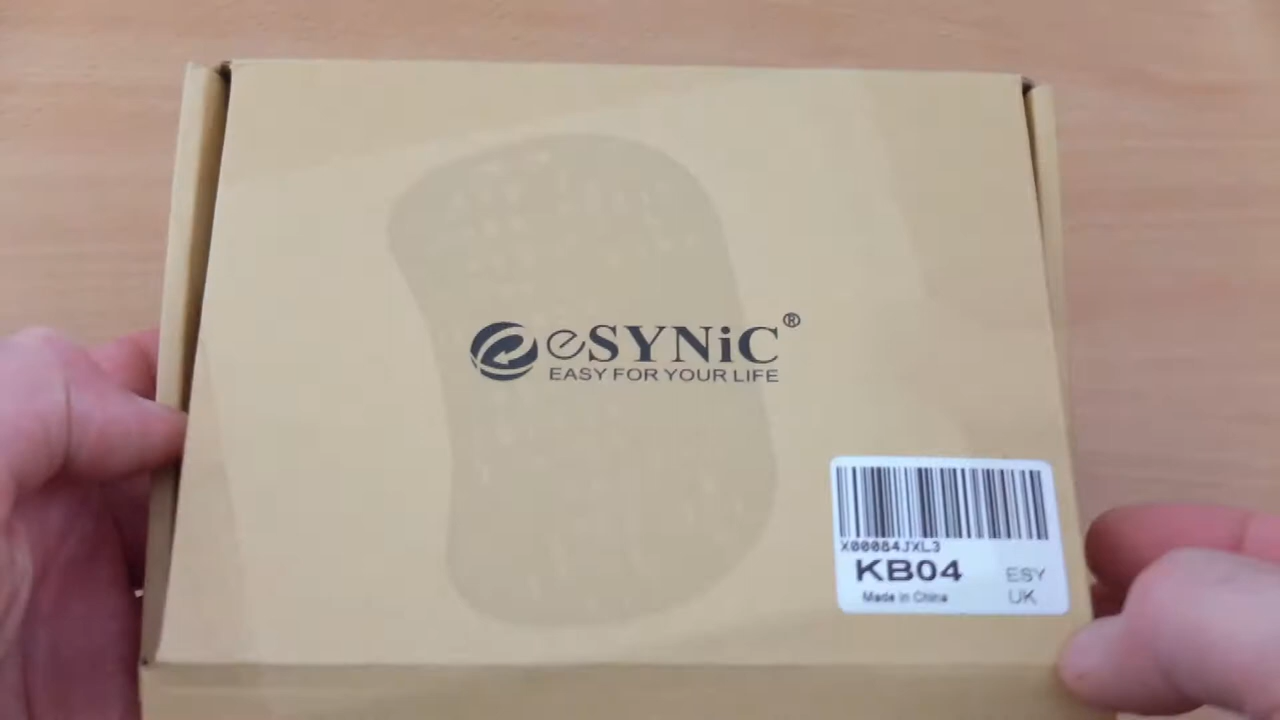 eSYNiC®
EASY FOR YOUR LIFE
X00084JXL3
KB04 ESY
Made in China UK